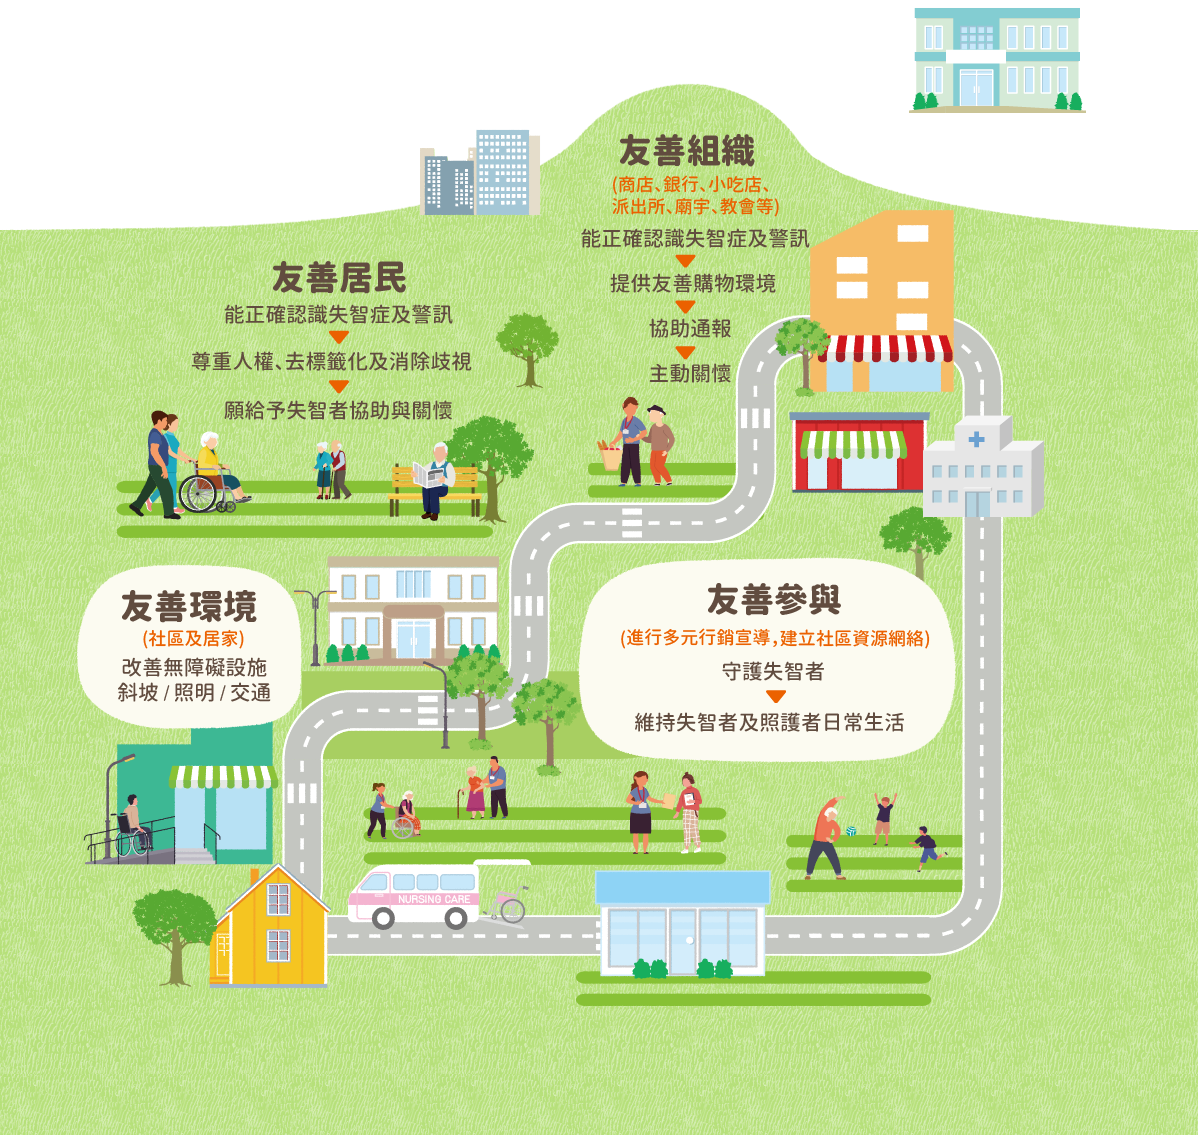 友善組織
(商店、銀行、小吃店、
派出所、廟宇、教會等)
能正確認識失智症及警訊
提供友善購物環境
協助通報
主動關懷
友善居民
能正確認識失智症及警訊
尊重人權、去標籤化及消除歧視
願給予失智者協助與關懷
友善環境
(社區及居家)
改善無障礙設施
斜坡 / 照明 / 交通
友善參與
(進行多元行銷宣導,建立社區資源網絡)
守護失智者
維持失智者及照護者日常生活
NURSING CARE